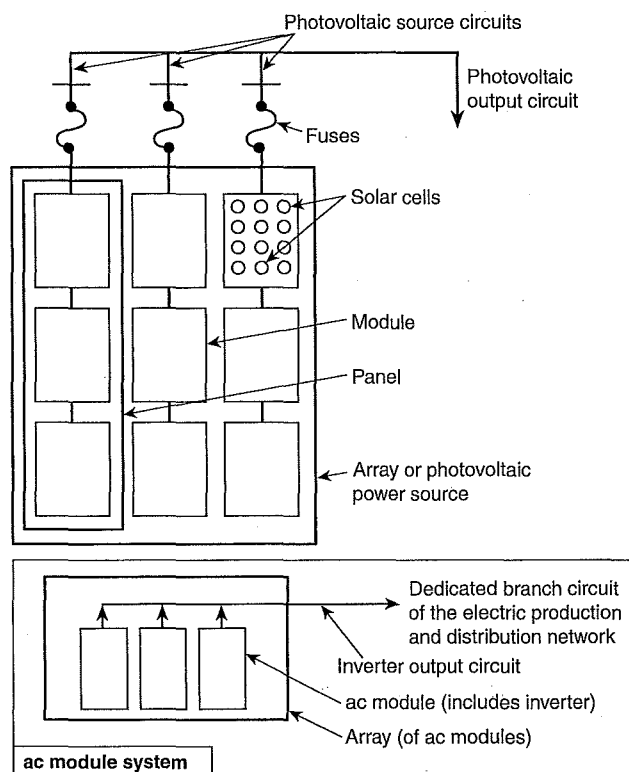 Photovoltaic source circuits
Photovoltaic
output circuit
Fuses
Solar cells
Module
Panel
Array or photovoltaic
power source
Dedicated branch circuit
of the electric production
and distribution network
Inverter output circuit
ac module (includes inverter)
Array (of ac modules)
ac module system